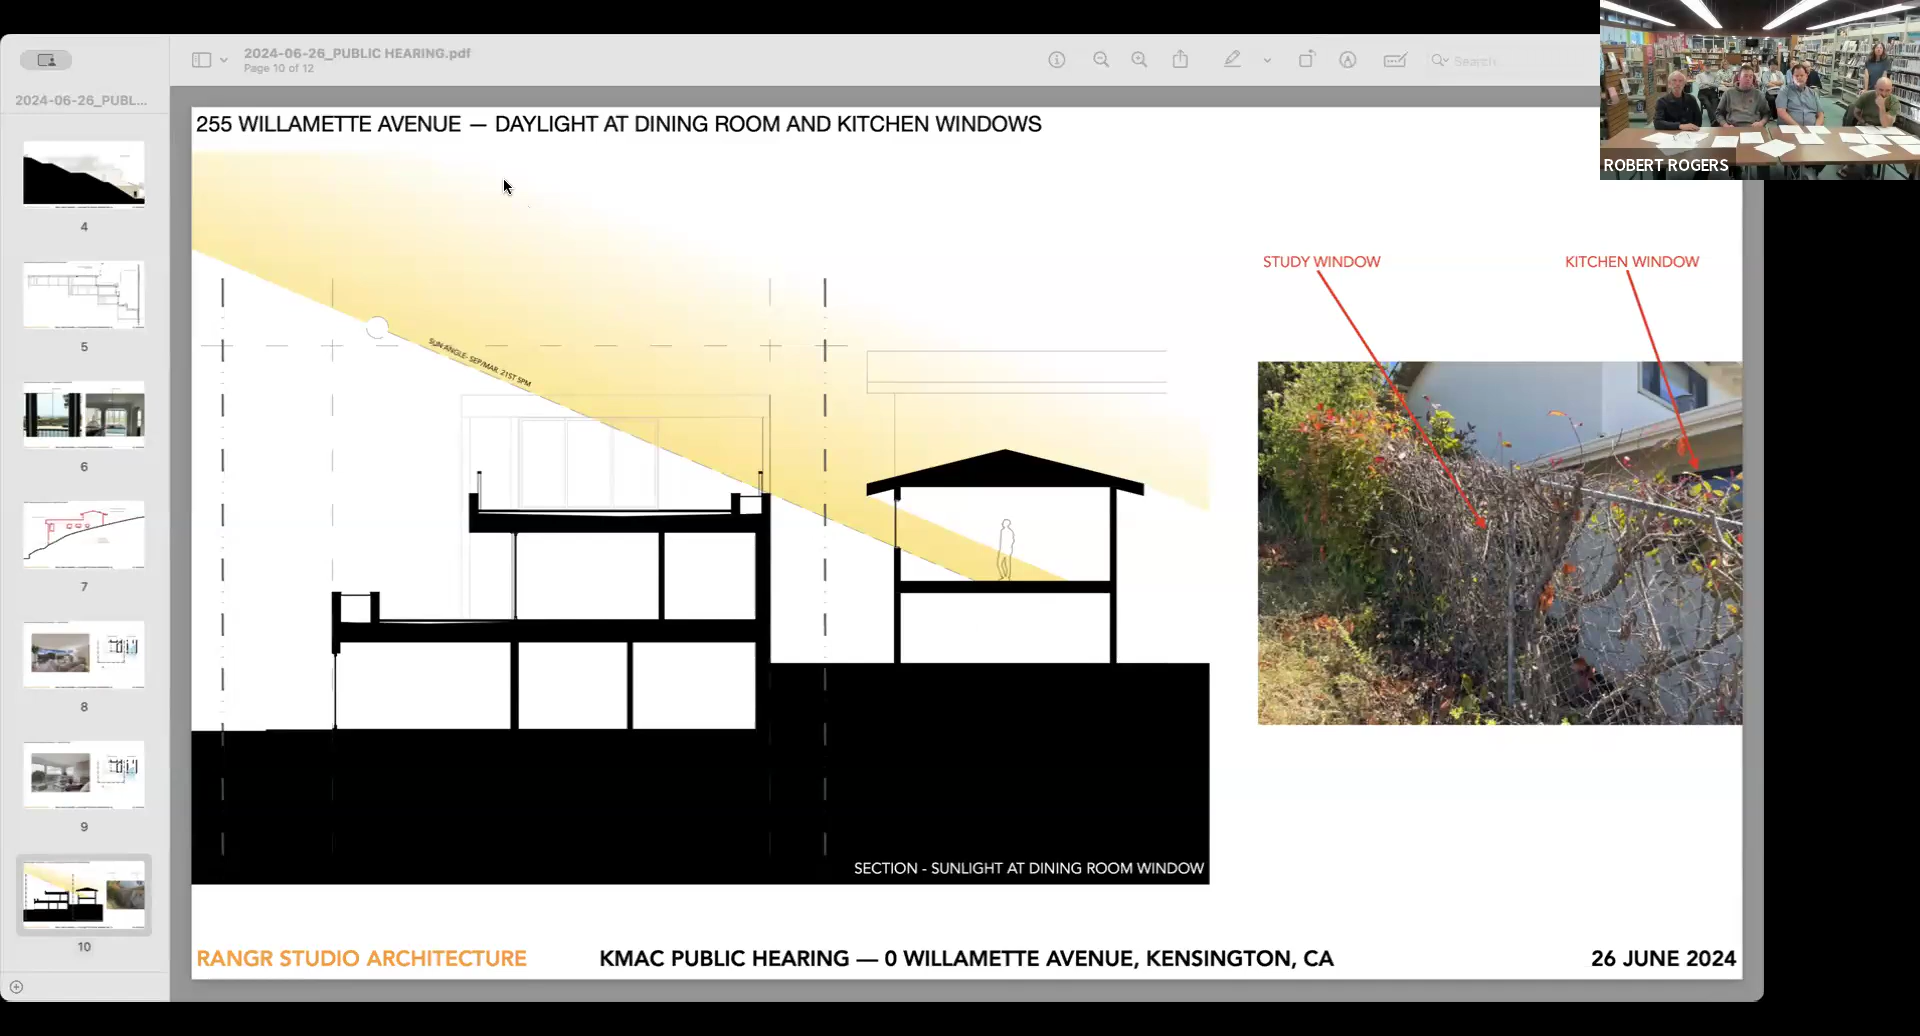 2024-06-26_PUBLIC HEARING.pdf
Page 10 of 12
Search
2024-06-26_PUBL...
ROBERT ROGERS
4
5
6
7
8
9
10
255 WILLAMETTE AVENUE — DAYLIGHT AT DINING ROOM AND KITCHEN WINDOWS
SUN ANGLE- SEP/MAR. 21ST 5PM
STUDY WINDOW
KITCHEN WINDOW
SECTION - SUNLIGHT AT DINING ROOM WINDOW
RANGR STUDIO ARCHITECTURE
KMAC PUBLIC HEARING — 0 WILLAMETTE AVENUE, KENSINGTON, CA
26 JUNE 2024